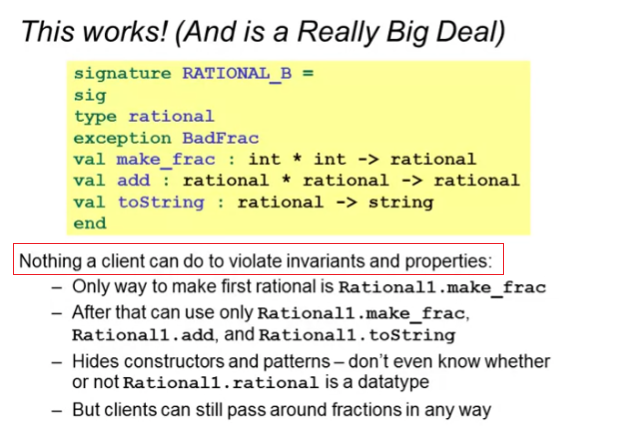 This works! (And is a Really Big Deal)
signature RATIONAL_B =
sig
type rational
exception BadFrac
val make_frac : int * int -> rational
val add : rational * rational -> rational
val toString : rational -> string
end
Nothing a client can do to violate invariants and properties:
– Only way to make first rational is Rational1.make_frac
– After that can use only Rational1.make_frac,
Rational1.add, and Rational1.toString
– Hides constructors and patterns – don't even know whether
or not Rational1.rational is a datatype
– But clients can still pass around fractions in any way